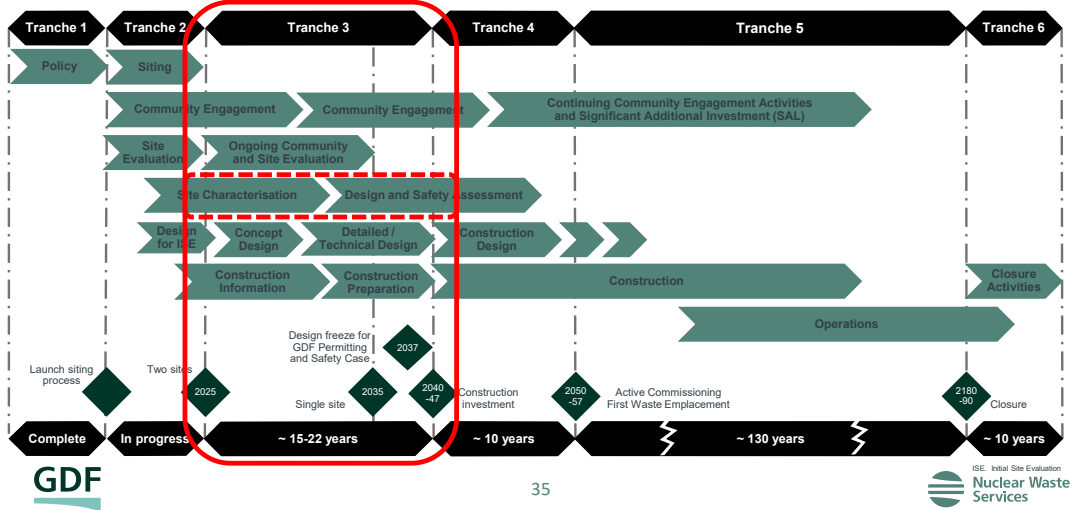 Tranche 1
Tranche 2
Tranche 3
Tranche 4
Tranche 5
Tranche 6
Policy
Siting
Community Engagement
Community Engagement
Continuing Community Engagement Activities
and Significant Additional Investment (SAL)
Site
Evaluation
Ongoing Community
and Site Evaluation
Site Characterisation
Design and Safety Assessment
Design
for ISE
Concept
Design
Detailed /
Technical Design
Construction
Design
Construction
Information
Construction
Preparation
Construction
Closure
Activities
Operations
Design freeze for
GDF Permitting
and Safety Case
2037
Launch siting
process
Two sites
2025
Single site
2035
2040
-47
Construction
investment
2050
-57
Active Commissioning
First Waste Emplacement
2180
-90
Closure
Complete
In progress
~ 15-22 years
~ 10 years
~ 130 years
~ 10 years
GDF
35
ISE. Initial Site Evaluation
Nuclear Waste
Services